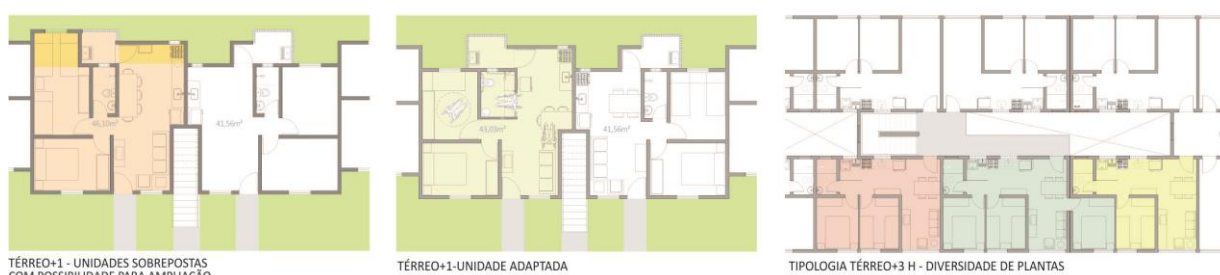 46,10m²
41,56m²
43,03m²
41,56m²
TÉRREO+1 - UNIDADES SOBREPOSTAS
COM POSSIBILIDADE PARA AMPLIAÇÃO
TÉRREO+1-UNIDADE ADAPTADA
TIPOLOGIA TÉRREO+3 H - DIVERSIDADE DE PLANTAS